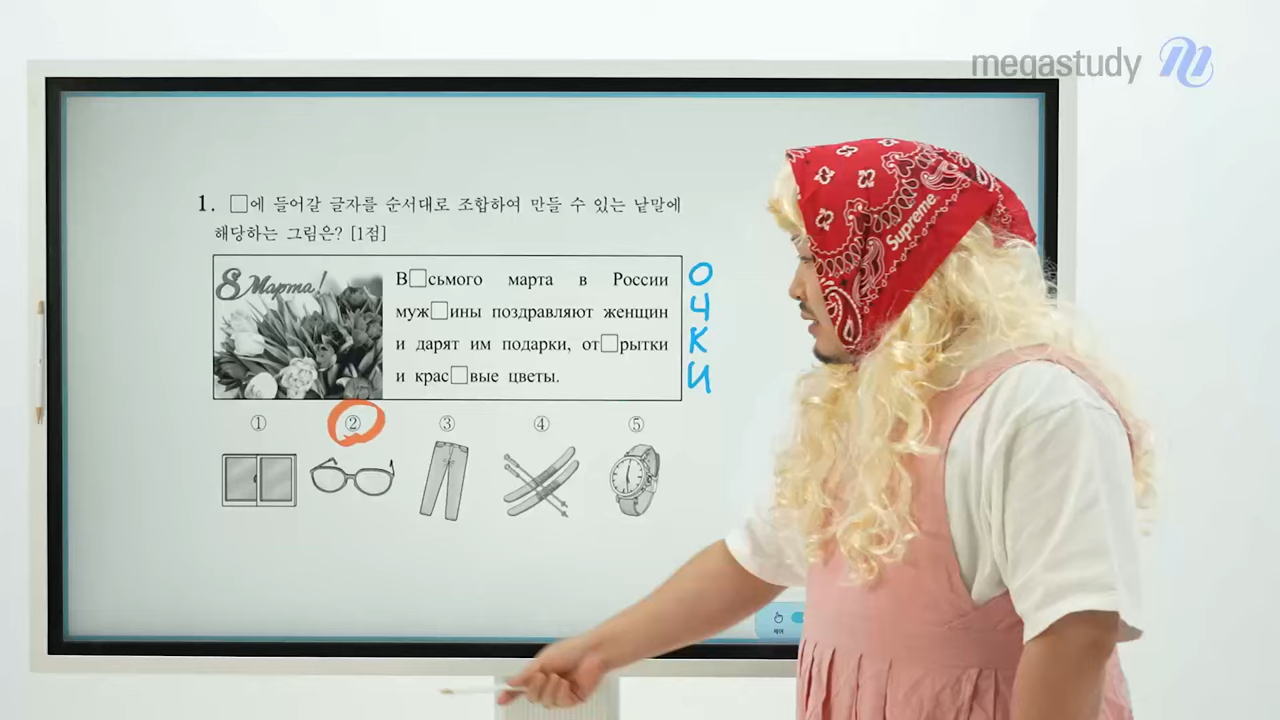 megastudy
1. □에 들어갈 글자를 순서대로 조합하여 만들 수 있는 낱말에
해당하는 그림은? [1점]
8 Марта!
В□сьмого марта в России
муж□ины поздравляют женщин
и дарят им подарки, от□рытки
и крас□вые цветы.
О
Ч
К
И
① ② ③ ④ ⑤
Supreme
제어